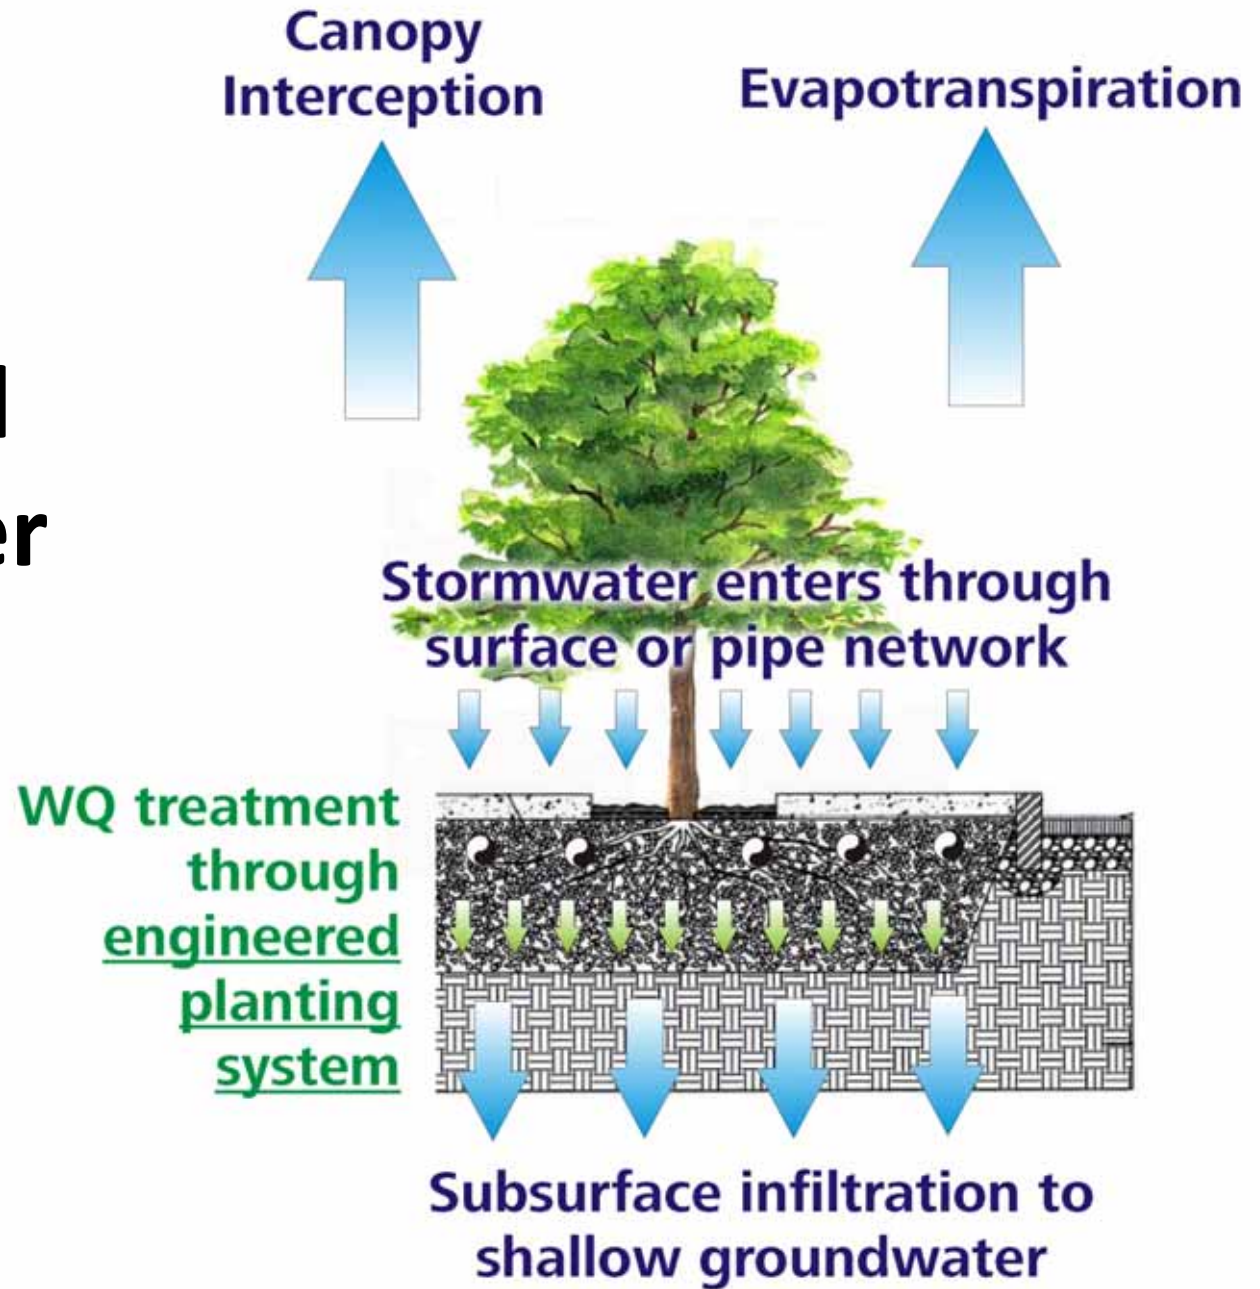 Canopy
Interception
Evapotranspiration
er
Stormwater enters through
surface or pipe network
WQ treatment
through
engineered
planting
system
Subsurface infiltration to
shallow groundwater